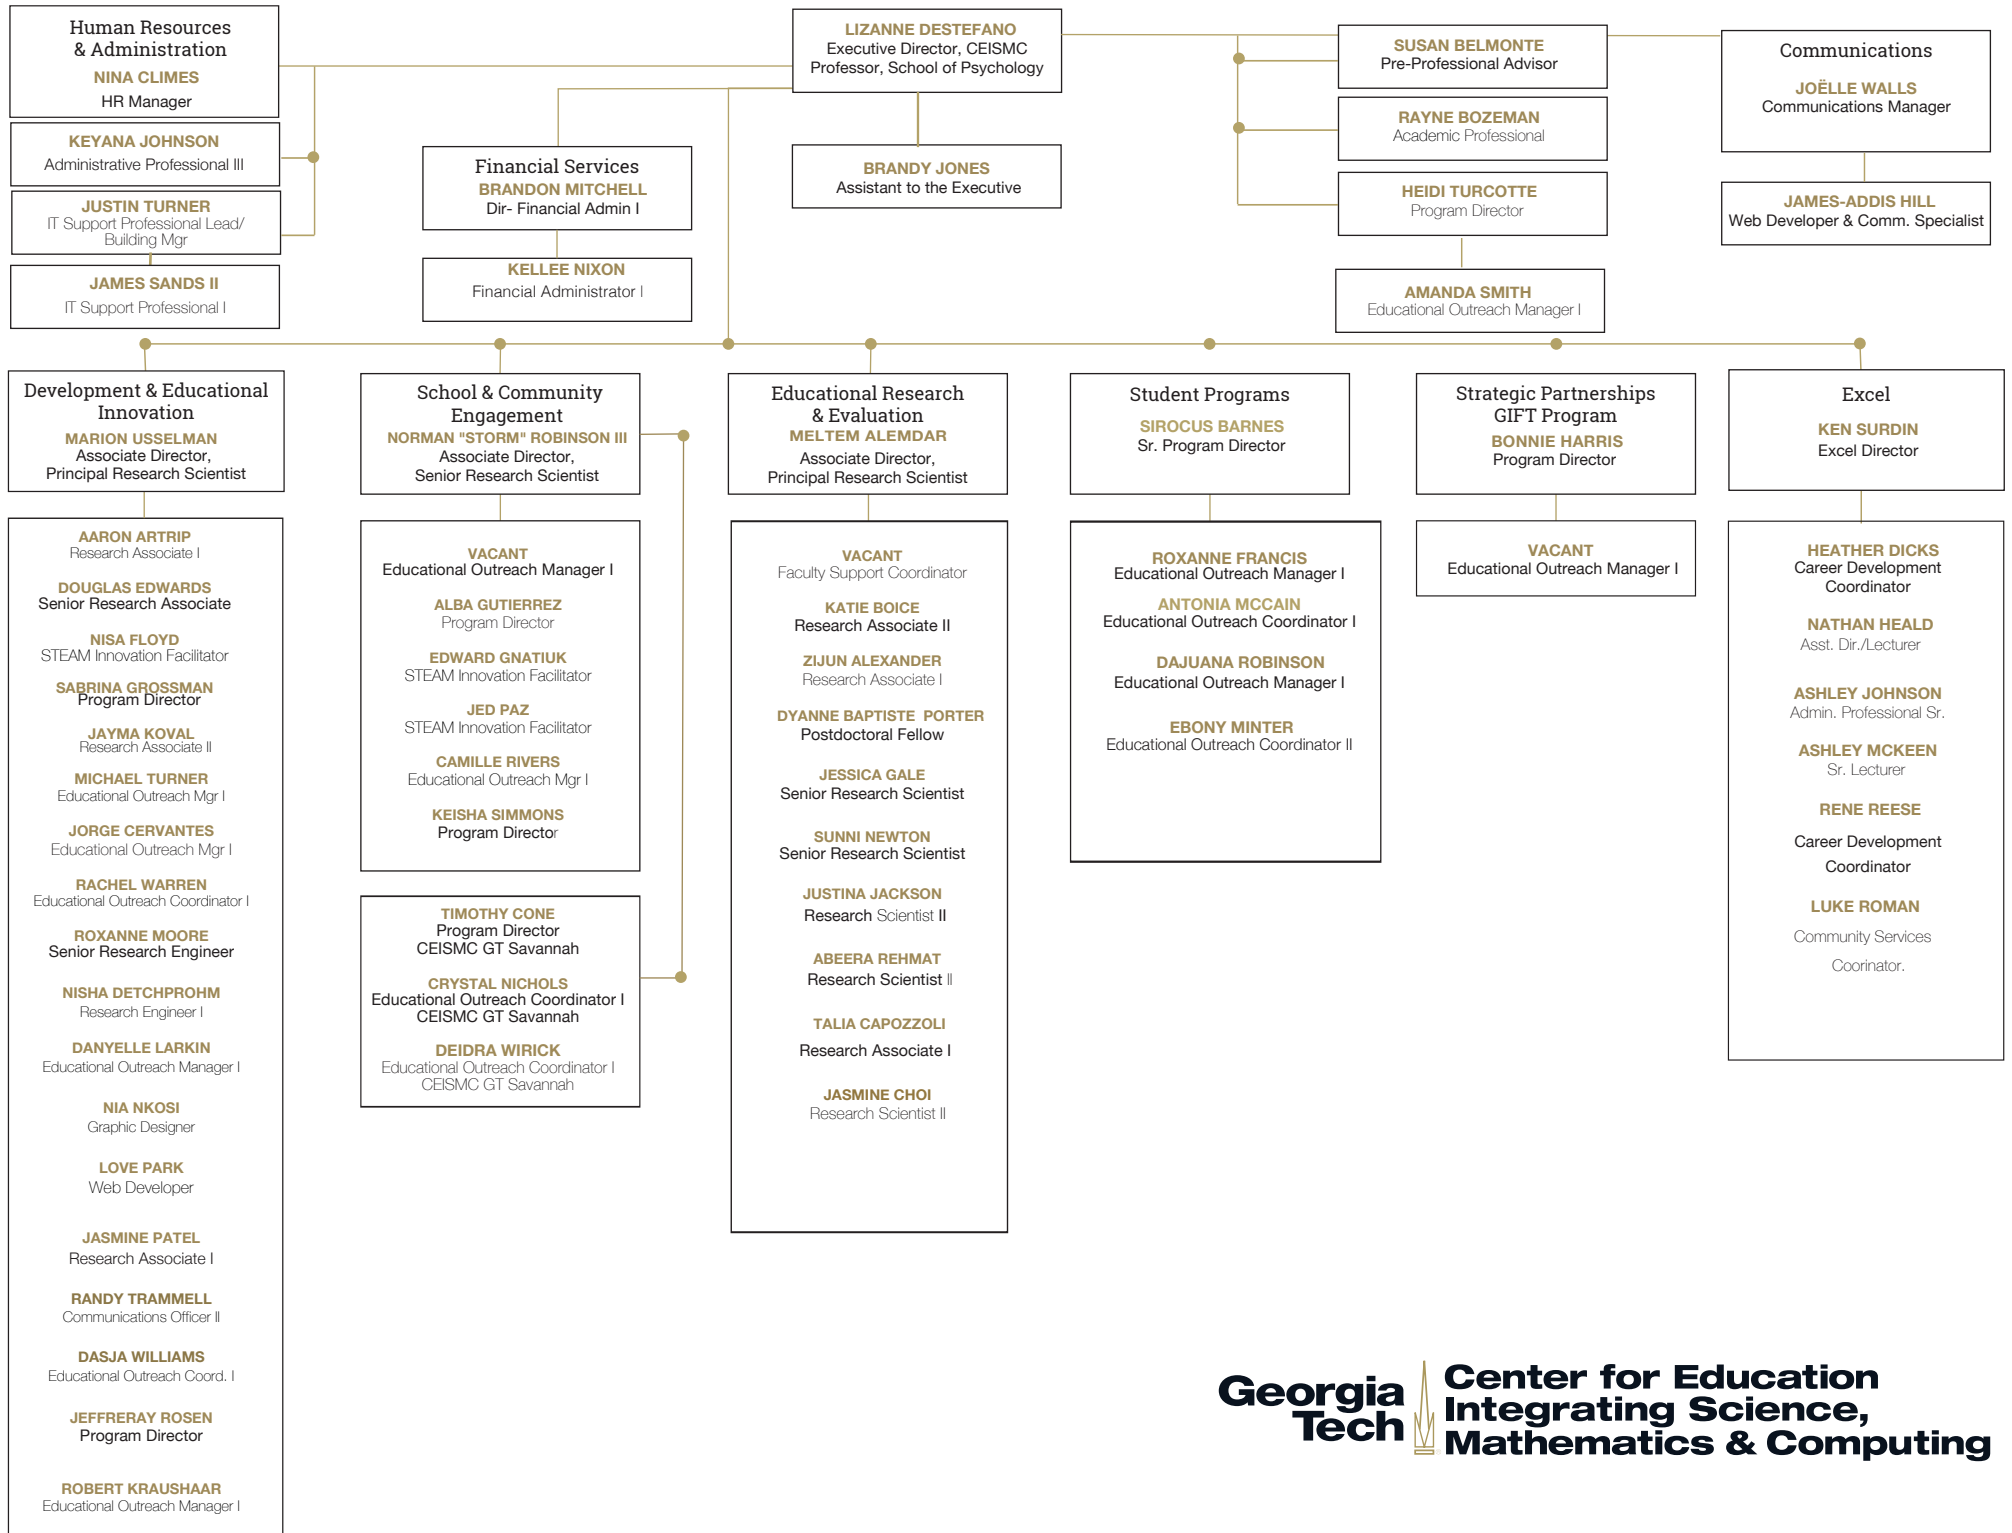 Human Resources
& Administration
NINA CLIMES
HR Manager
KEYANA JOHNSON
Administrative Professional III
JUSTIN TURNER
IT Support Professional Lead/
Building Mgr
JAMES SANDS II
IT Support Professional I
LIZANNE DESTEFANO
Executive Director, CEISMC
Professor, School of Psychology
Financial Services
BRANDON MITCHELL
Dir- Financial Admin I
KELLEE NIXON
Financial Administrator I
BRANDY JONES
Assistant to the Executive
SUSAN BELMONTE
Pre-Professional Advisor
RAYNE BOZEMAN
Academic Professional
HEIDI TURCOTTE
Program Director
AMANDA SMITH
Educational Outreach Manager I
Communications
JOËLLE WALLS
Communications Manager
JAMES-ADDIS HILL
Web Developer & Comm. Specialist
Development & Educational
Innovation
MARION USSELMAN
Associate Director,
Principal Research Scientist
AARON ARTRIP
Research Associate I
DOUGLAS EDWARDS
Senior Research Associate
NISA FLOYD
STEAM Innovation Facilitator
SABRINA GROSSMAN
Program Director
JAYMA KOVAL
Research Associate II
MICHAEL TURNER
Educational Outreach Mgr I
JORGE CERVANTES
Educational Outreach Mgr I
RACHEL WARREN
Educational Outreach Coordinator I
ROXANNE MOORE
Senior Research Engineer
NISHA DETCHPROHM
Research Engineer I
DANYELLE LARKIN
Educational Outreach Manager I
NIA NKOSI
Graphic Designer
LOVE PARK
Web Developer
JASMINE PATEL
Research Associate I
RANDY TRAMMELL
Communications Officer II
DASJA WILLIAMS
Educational Outreach Coord. I
JEFFRERAY ROSEN
Program Director
ROBERT KRAUSHAAR
Educational Outreach Manager I
School & Community
Engagement
NORMAN "STORM" ROBINSON III
Associate Director,
Senior Research Scientist
VACANT
Educational Outreach Manager I
ALBA GUTIERREZ
Program Director
EDWARD GNATIUK
STEAM Innovation Facilitator
JED PAZ
STEAM Innovation Facilitator
CAMILLE RIVERS
Educational Outreach Mgr I
KEISHA SIMMONS
Program Director
TIMOTHY CONE
Program Director
CEISMC GT Savannah
CRYSTAL NICHOLS
Educational Outreach Coordinator I
CEISMC GT Savannah
DEIDRA WIRICK
Educational Outreach Coordinator I
CEISMC GT Savannah
Educational Research
& Evaluation
MELTEM ALEMDAR
Associate Director,
Principal Research Scientist
VACANT
Faculty Support Coordinator
KATIE BOICE
Research Associate II
ZIJUN ALEXANDER
Research Associate I
DYANNE BAPTISTE PORTER
Postdoctoral Fellow
JESSICA GALE
Senior Research Scientist
SUNNI NEWTON
Senior Research Scientist
JUSTINA JACKSON
Research Scientist II
ABEERA REHMAT
Research Scientist II
TALIA CAPOZZOLI
Research Associate I
JASMINE CHOI
Research Scientist II
Student Programs
SIROCUS BARNES
Sr. Program Director
ROXANNE FRANCIS
Educational Outreach Manager I
ANTONIA MCCAIN
Educational Outreach Coordinator I
DAJUANA ROBINSON
Educational Outreach Manager I
EBONY MINTER
Educational Outreach Coordinator II
Strategic Partnerships
GIFT Program
BONNIE HARRIS
Program Director
VACANT
Educational Outreach Manager I
Excel
KEN SURDIN
Excel Director
HEATHER DICKS
Career Development
Coordinator
NATHAN HEALD
Asst. Dir./Lecturer
ASHLEY JOHNSON
Admin. Professional Sr.
ASHLEY MCKEEN
Sr. Lecturer
RENE REESE
Career Development
Coordinator
LUKE ROMAN
Community Services
Coorinator.
Georgia
Tech
Center for Education
Integrating Science,
Mathematics & Computing